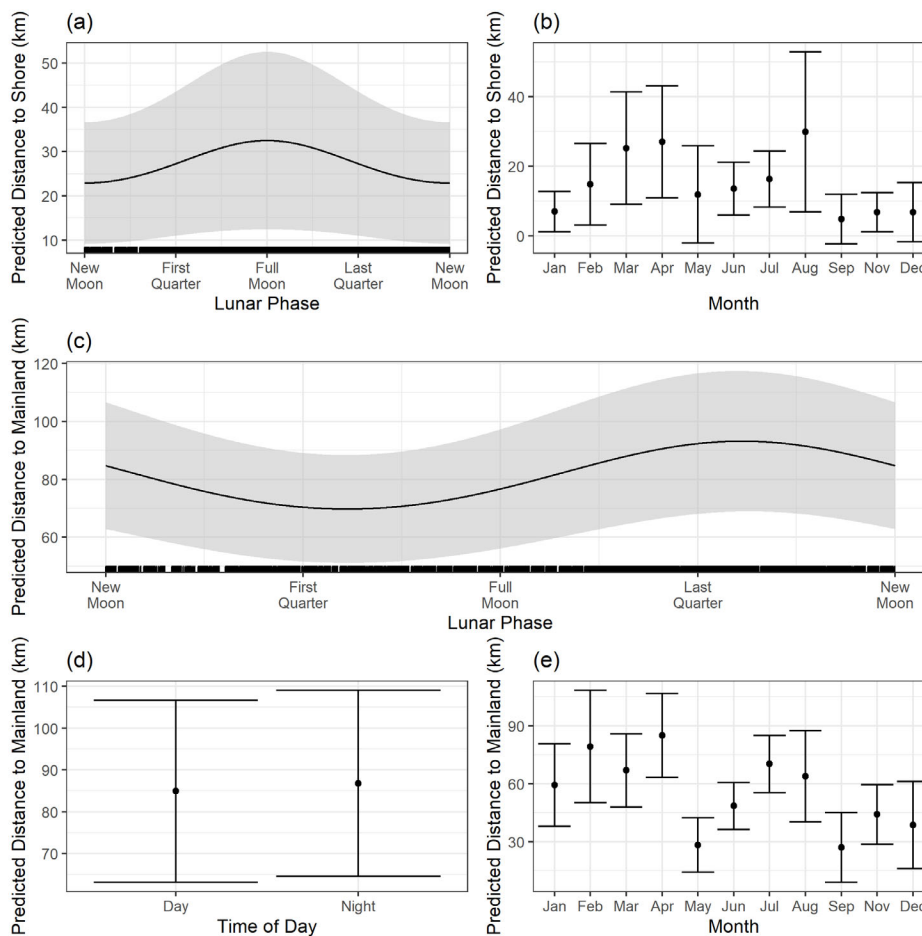 (a)
Predicted Distance to Shore (km)
50
40
30
20
10
New Moon
First Quarter
Full Moon
Last Quarter
New Moon
Lunar Phase
(b)
Predicted Distance to Shore (km)
40
20
0
Jan Feb Mar Apr May Jun Jul Aug Sep Nov Dec
Month
(c)
Predicted Distance to Mainland (km)
120
100
80
60
New Moon
First Quarter
Full Moon
Last Quarter
New Moon
Lunar Phase
(d)
Predicted Distance to Mainland (km)
110
100
90
80
70
Day Night
Time of Day
(e)
Predicted Distance to Mainland (km)
90
60
30
Jan Feb Mar Apr May Jun Jul Aug Sep Nov Dec
Month